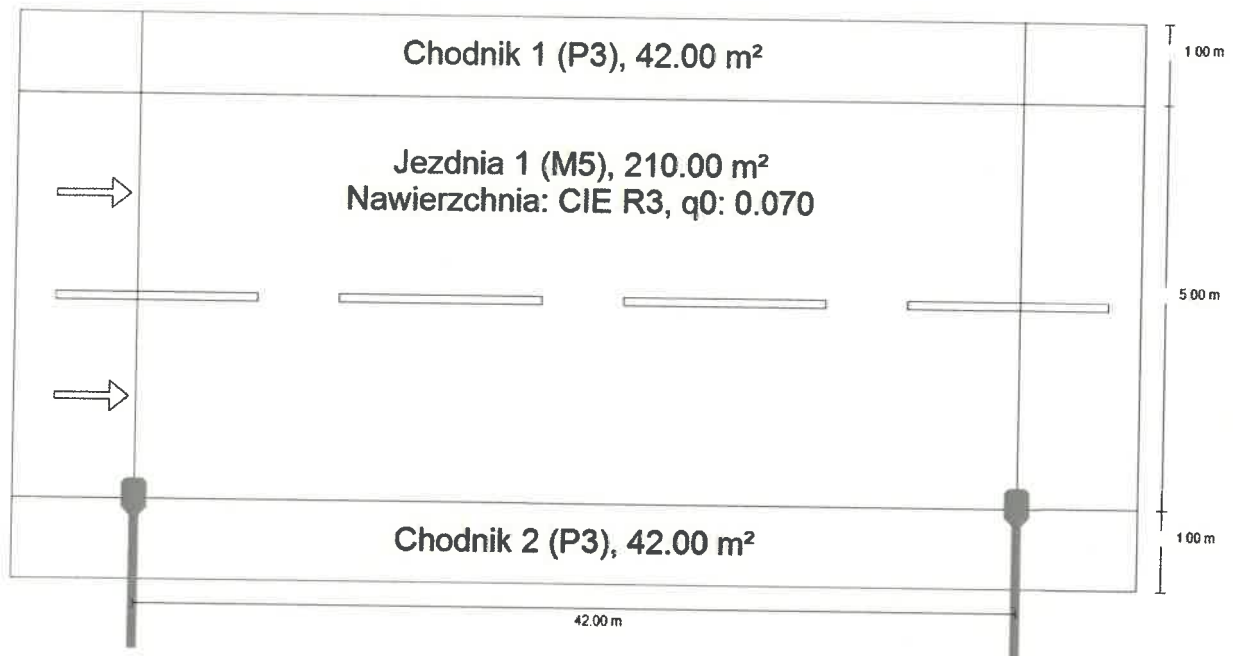 Chodnik 1 (P3), 42.00 m²
1 00 m
Jezdnia 1 (M5), 210.00 m²
Nawierzchnia: CIE R3, q0: 0.070
5 00 m
Chodnik 2 (P3), 42.00 m²
1 00 m
42.00 m